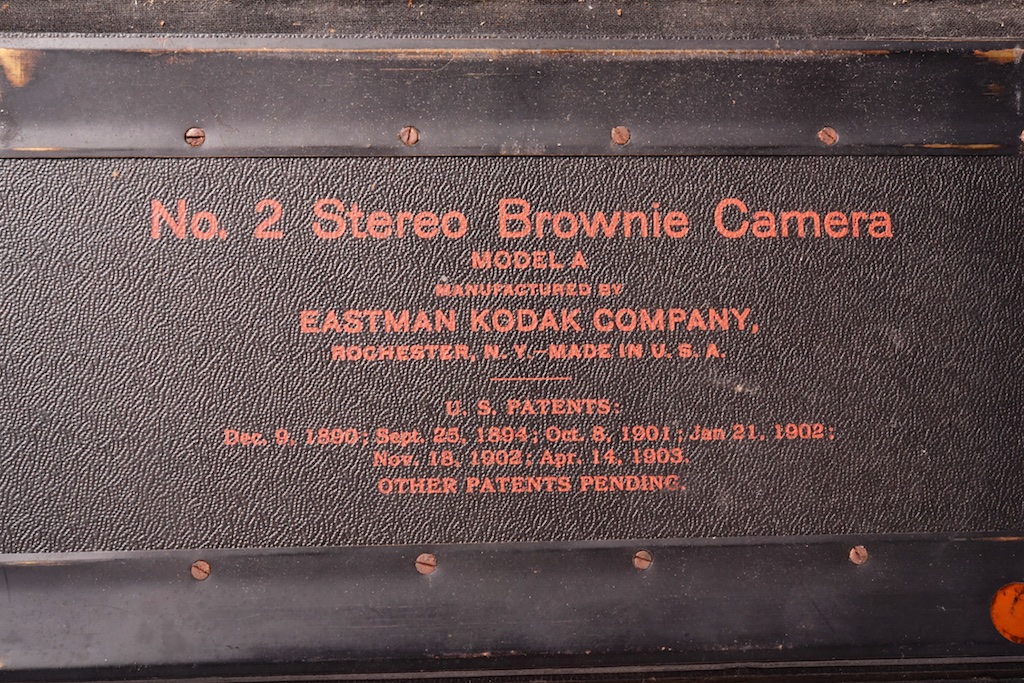 No. 2 Stereo Brownie Camera
MODEL A
MANUFACTURED BY
EASTMAN KODAK COMPANY,
ROCHESTER, N. Y.–MADE IN U. S. A.
U. S. PATENTS:
Dec. 9, 1890; Sept. 25, 1894; Oct. 8, 1901; Jan 21, 1902;
Nov. 18, 1902; Apr. 14, 1903.
OTHER PATENTS PENDING.